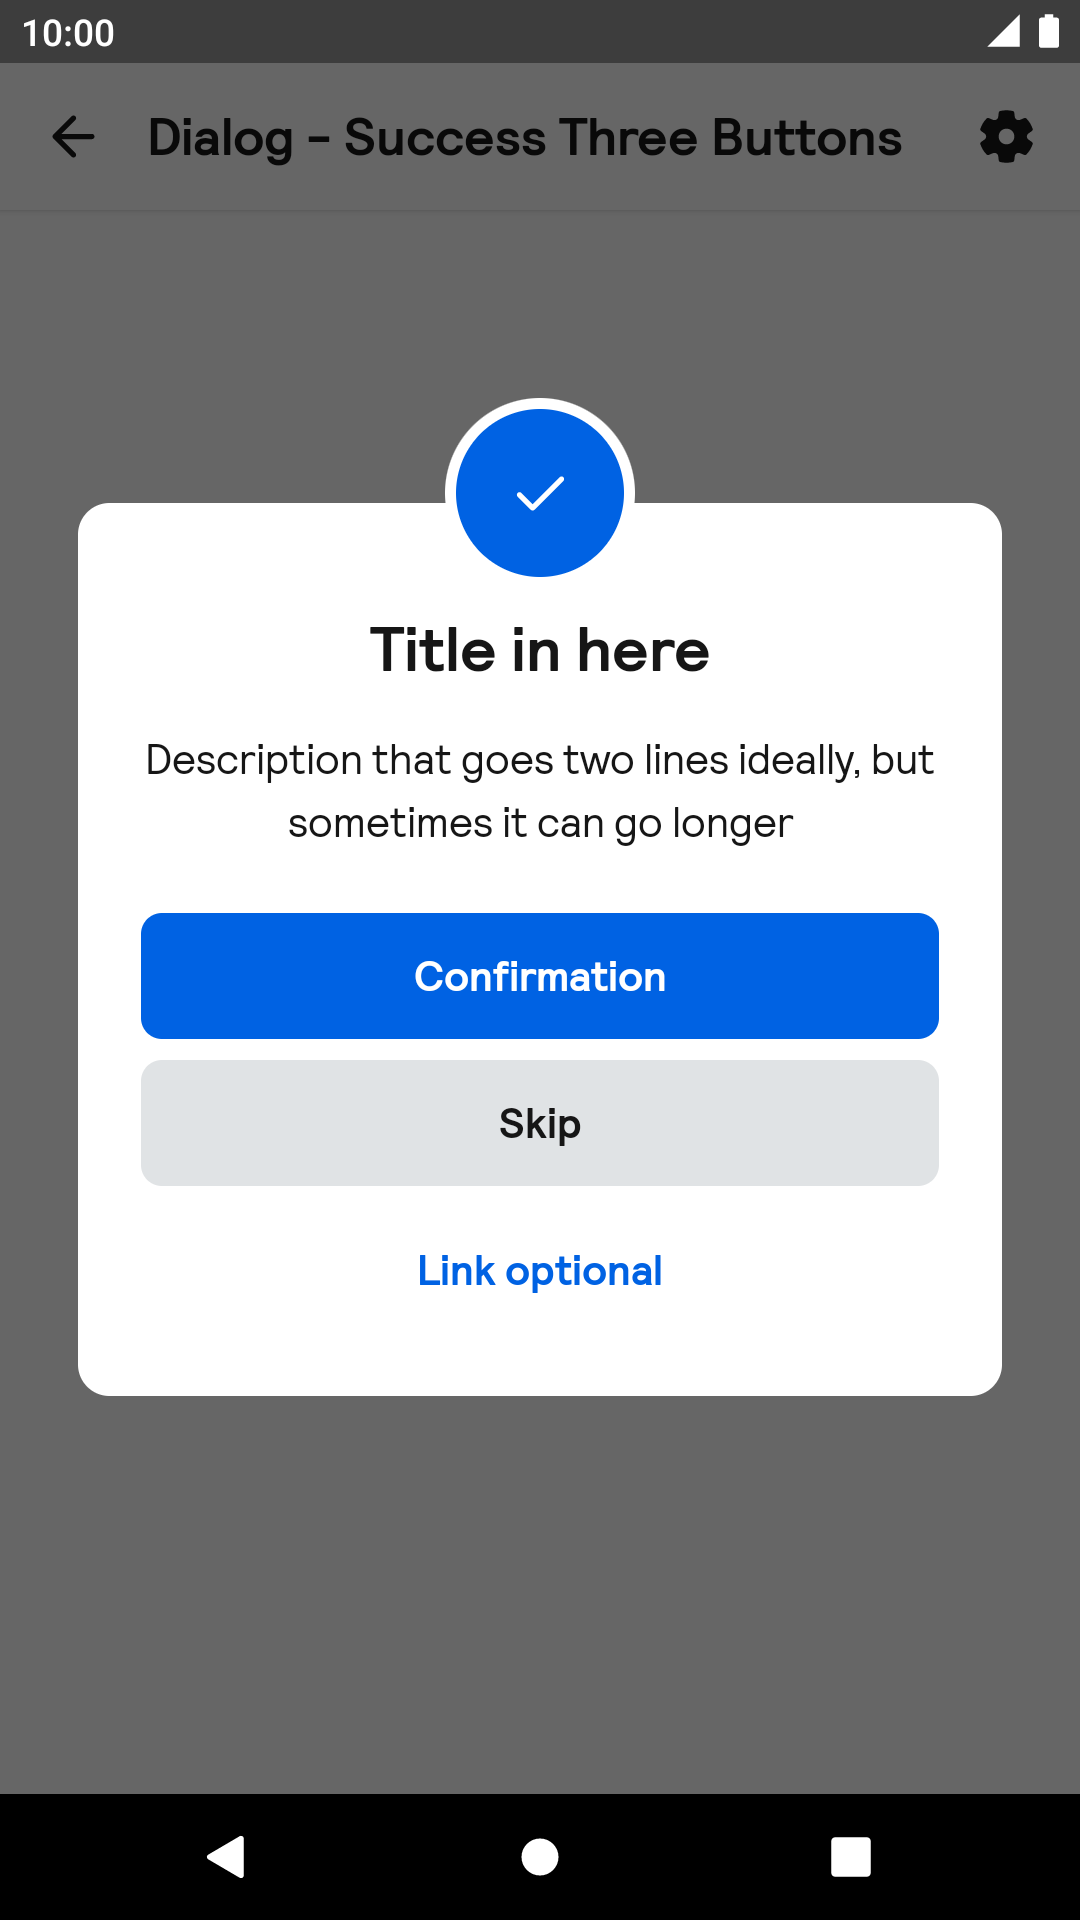 10:00
Dialog - Success Three Buttons
Title in here
Description that goes two lines ideally, but
sometimes it can go longer
Confirmation
Skip
Link optional